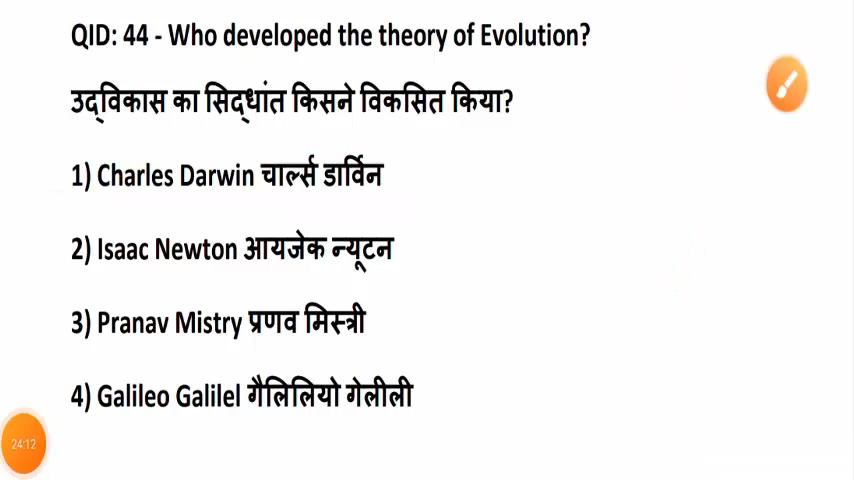 QID: 44 - Who developed the theory of Evolution?
उद्‌विकास का सिद्‌धांत किसने विकसित किया?
1) Charles Darwin चार्ल्स डार्विन
2) Isaac Newton आयजेक न्यूटन
3) Pranav Mistry प्रणव मिस्त्री
4) Galileo Galilel गैलिलियो गेलीली
24:12